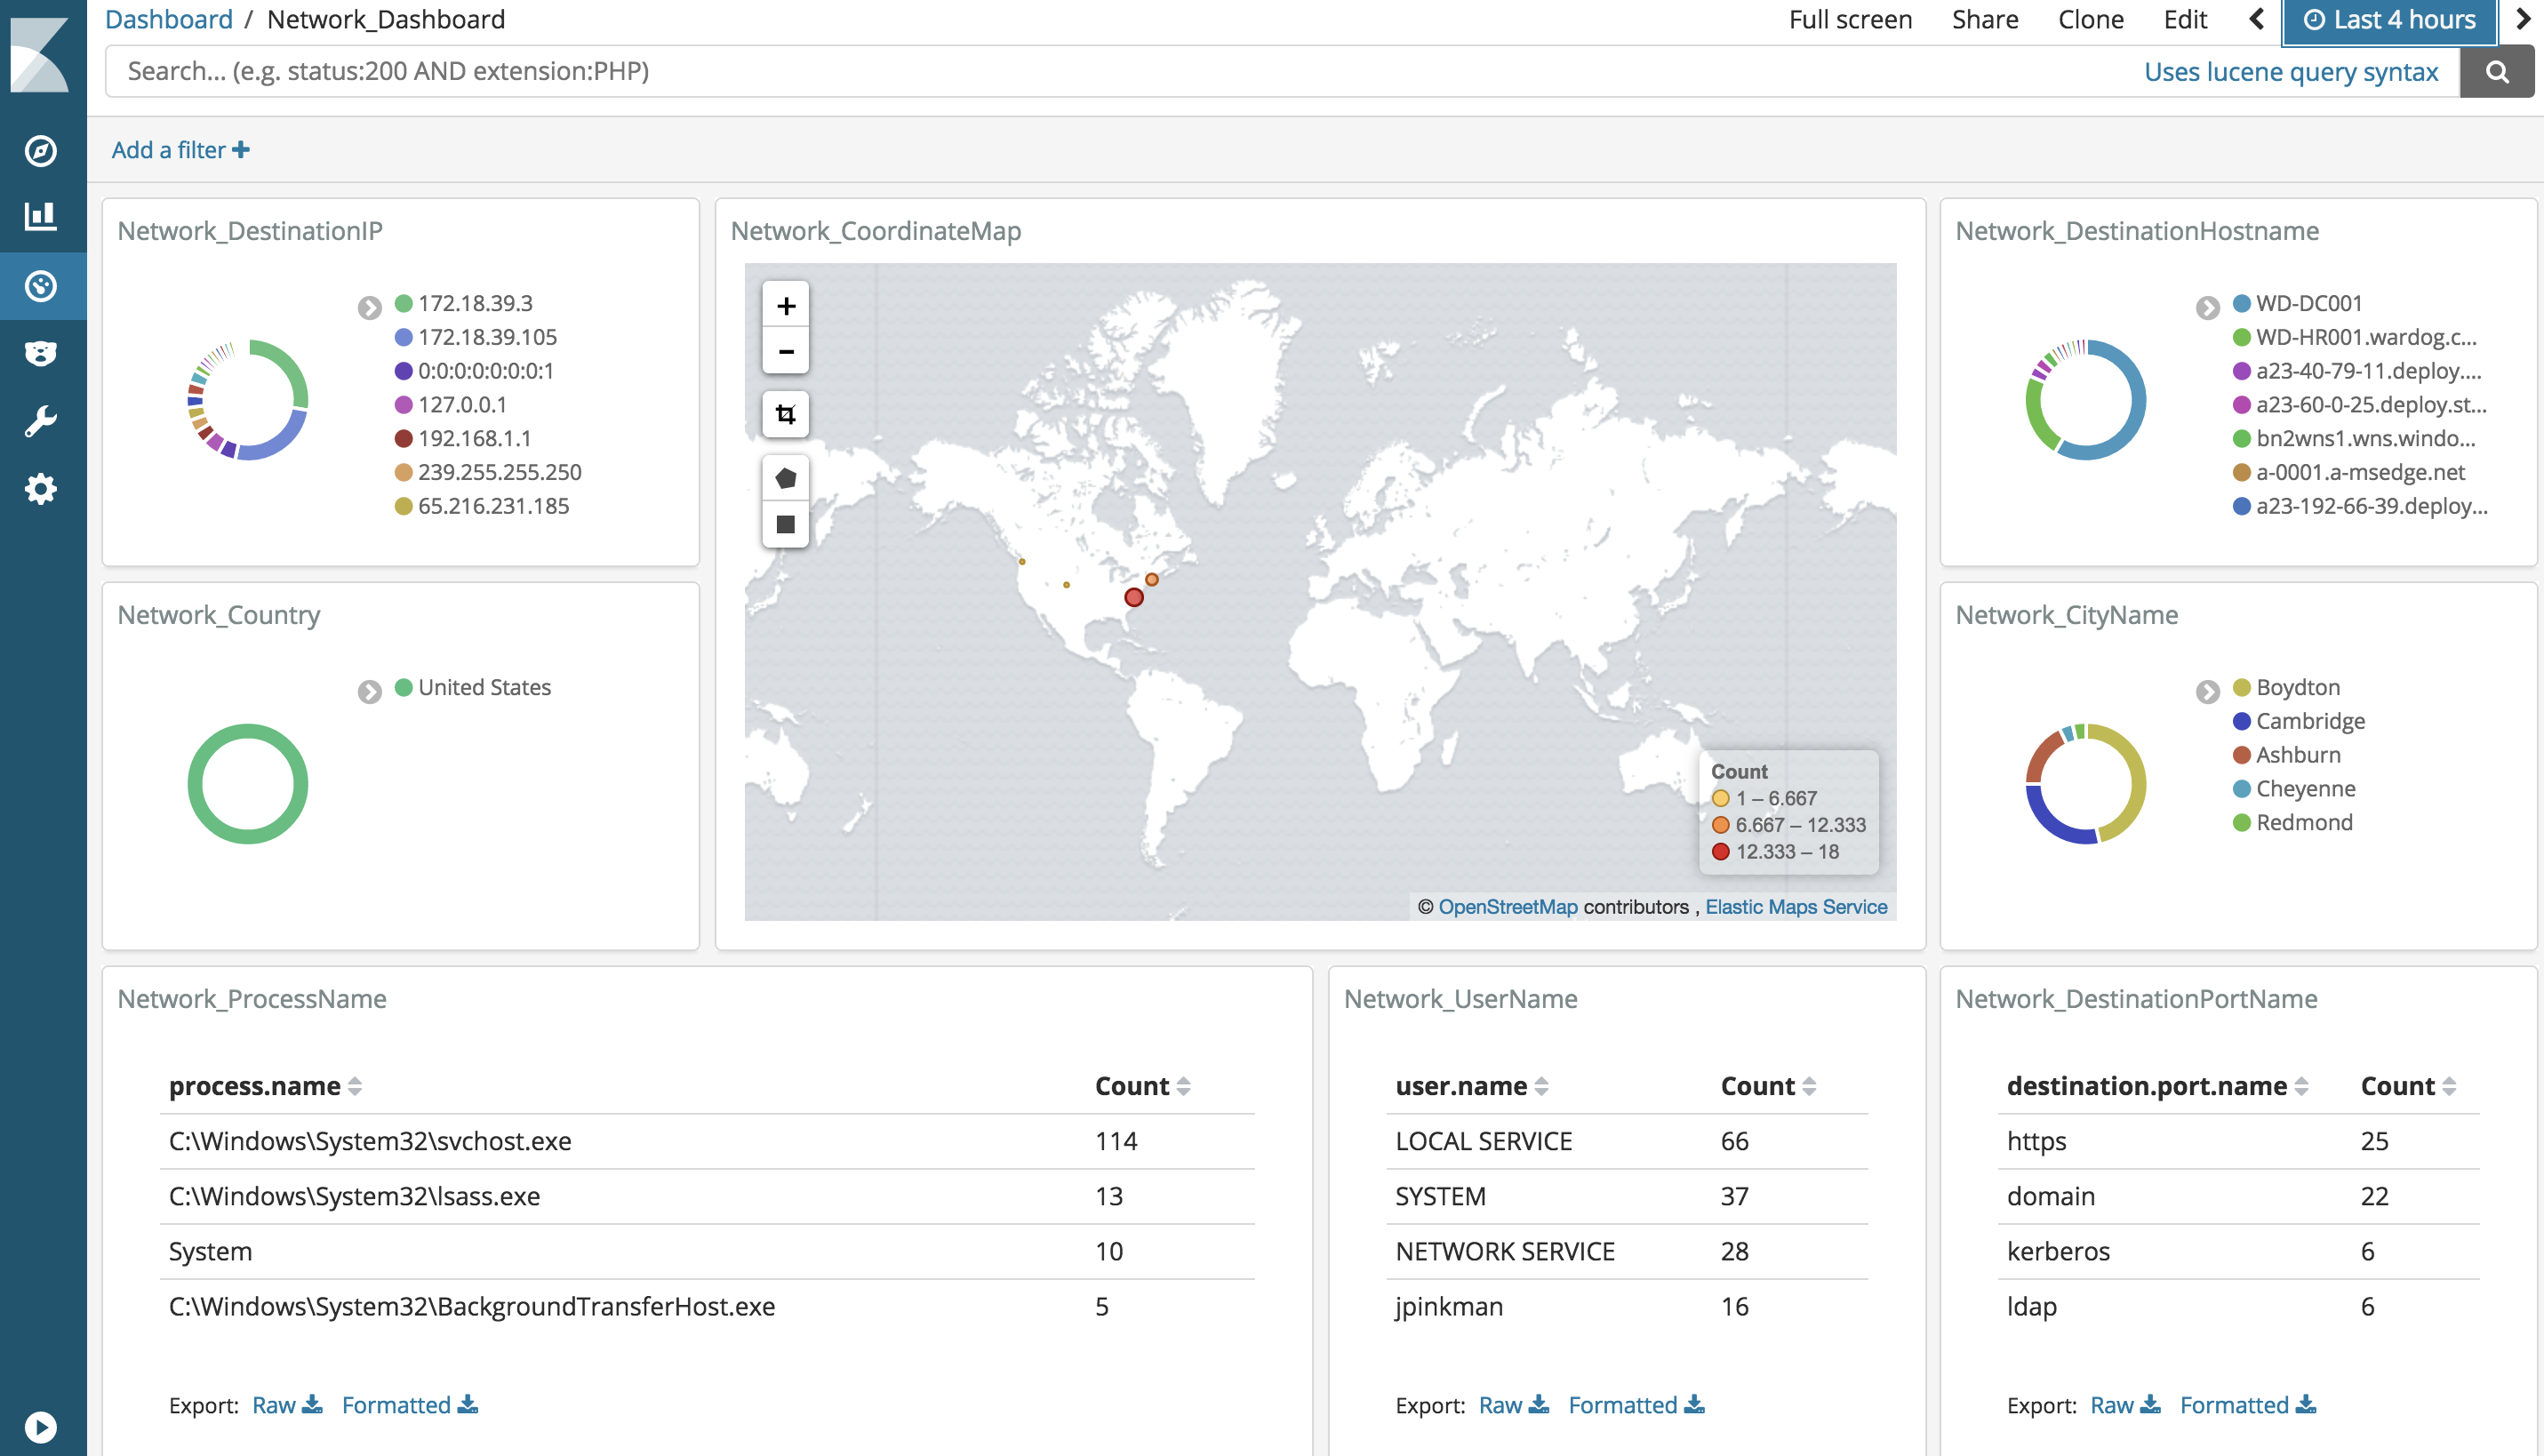 Dashboard / Network_Dashboard
Full screen Share Clone Edit Last 4 hours
Search... (e.g. status:200 AND extension:PHP)
Uses lucene query syntax
Add a filter
Network_DestinationIP
172.18.39.3
172.18.39.105
0:0:0:0:0:0:0:1
127.0.0.1
192.168.1.1
239.255.255.250
65.216.231.185
Network_CoordinateMap
+
−
Count
1 – 6.667
6.667 – 12.333
12.333 – 18
© OpenStreetMap contributors , Elastic Maps Service
Network_DestinationHostname
WD-DC001
WD-HR001.wardog.c...
a23-40-79-11.deploy....
a23-60-0-25.deploy.st...
bn2wns1.wns.windo...
a-0001.a-msedge.net
a23-192-66-39.deploy...
Network_Country
United States
Network_CityName
Boydton
Cambridge
Ashburn
Cheyenne
Redmond
Network_ProcessName
process.name Count
C:\Windows\System32\svchost.exe 114
C:\Windows\System32\lsass.exe 13
System 10
C:\Windows\System32\BackgroundTransferHost.exe 5
Export: Raw Formatted
Network_UserName
user.name Count
LOCAL SERVICE 66
SYSTEM 37
NETWORK SERVICE 28
jpinkman 16
Export: Raw Formatted
Network_DestinationPortName
destination.port.name Count
https 25
domain 22
kerberos 6
ldap 6
Export: Raw Formatted